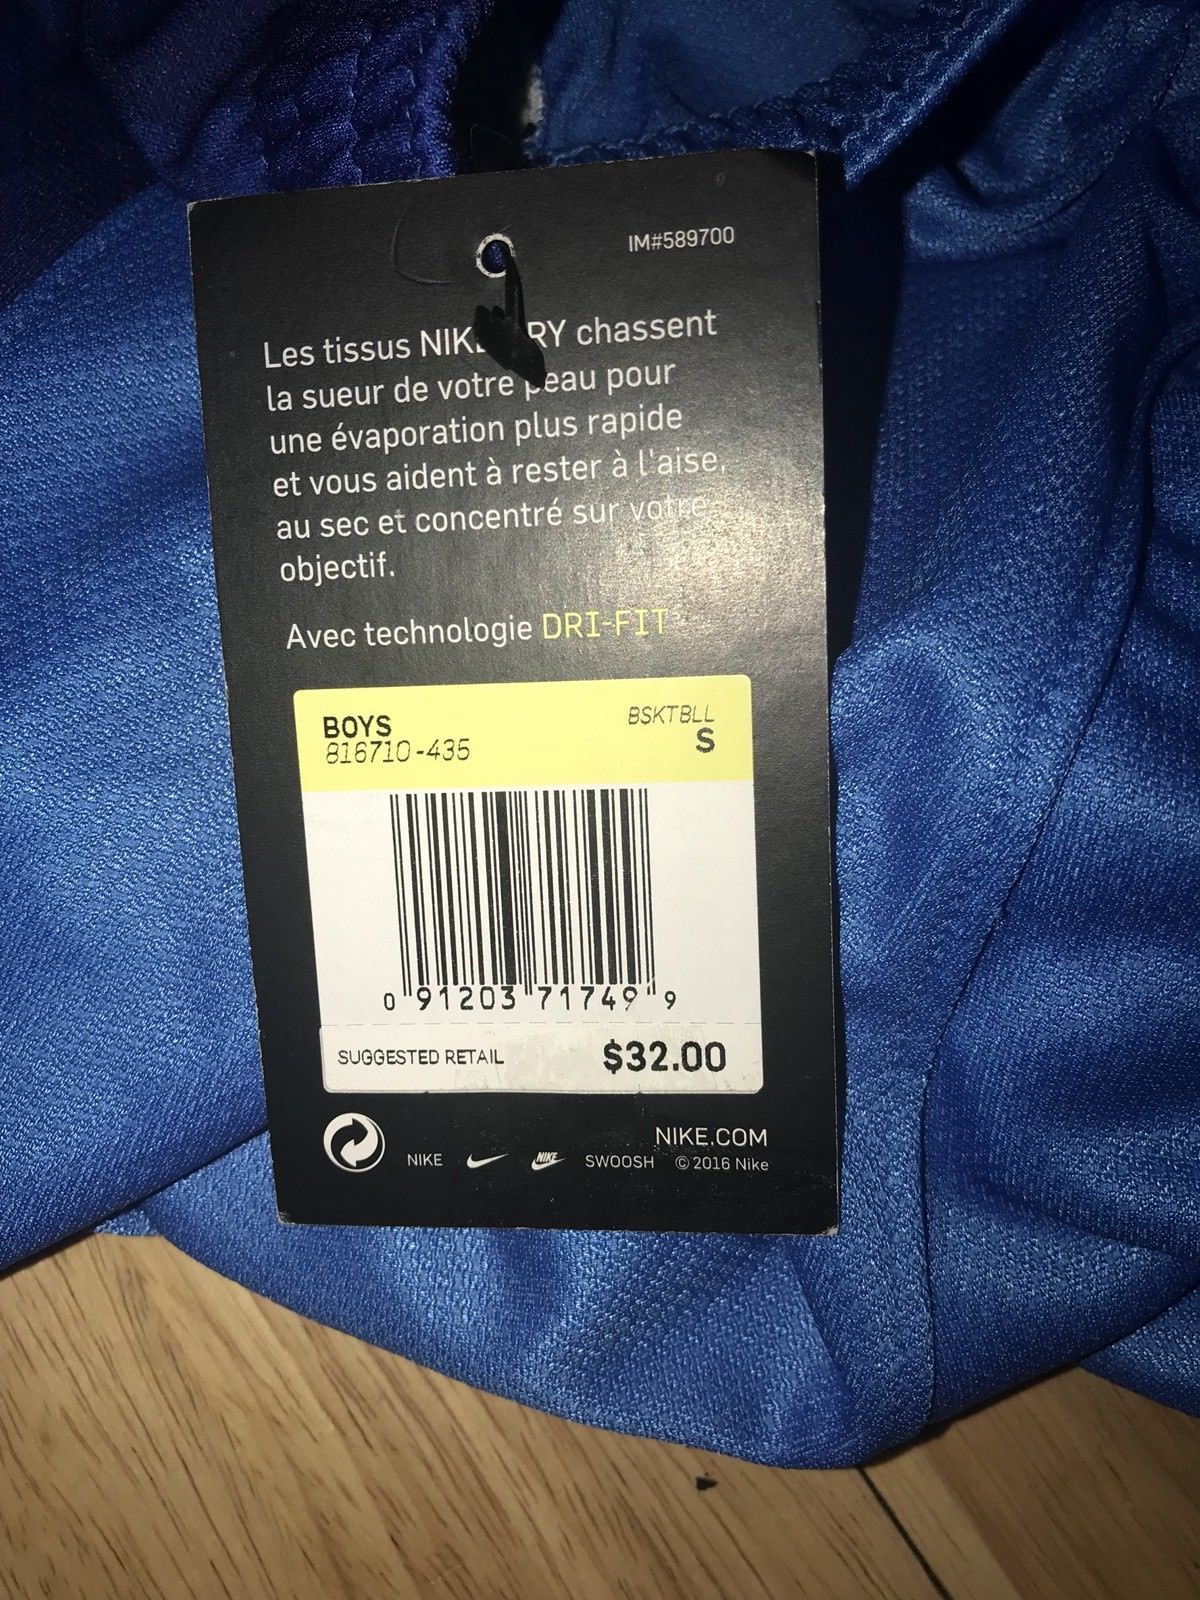 IM#589700
Les tissus chassent
la sueur de votre peau pour
une évaporation plus rapide
et vous aident à rester à l'aise,
au sec et concentré sur votre
objectif.
Avec technologie DRI-FIT
BOYS BSKTBLL
816710-435 S
0 91203 71749 9
SUGGESTED RETAIL $32.00
NIKE.COM
NIKE NIKE SWOOSH © 2016 Nike